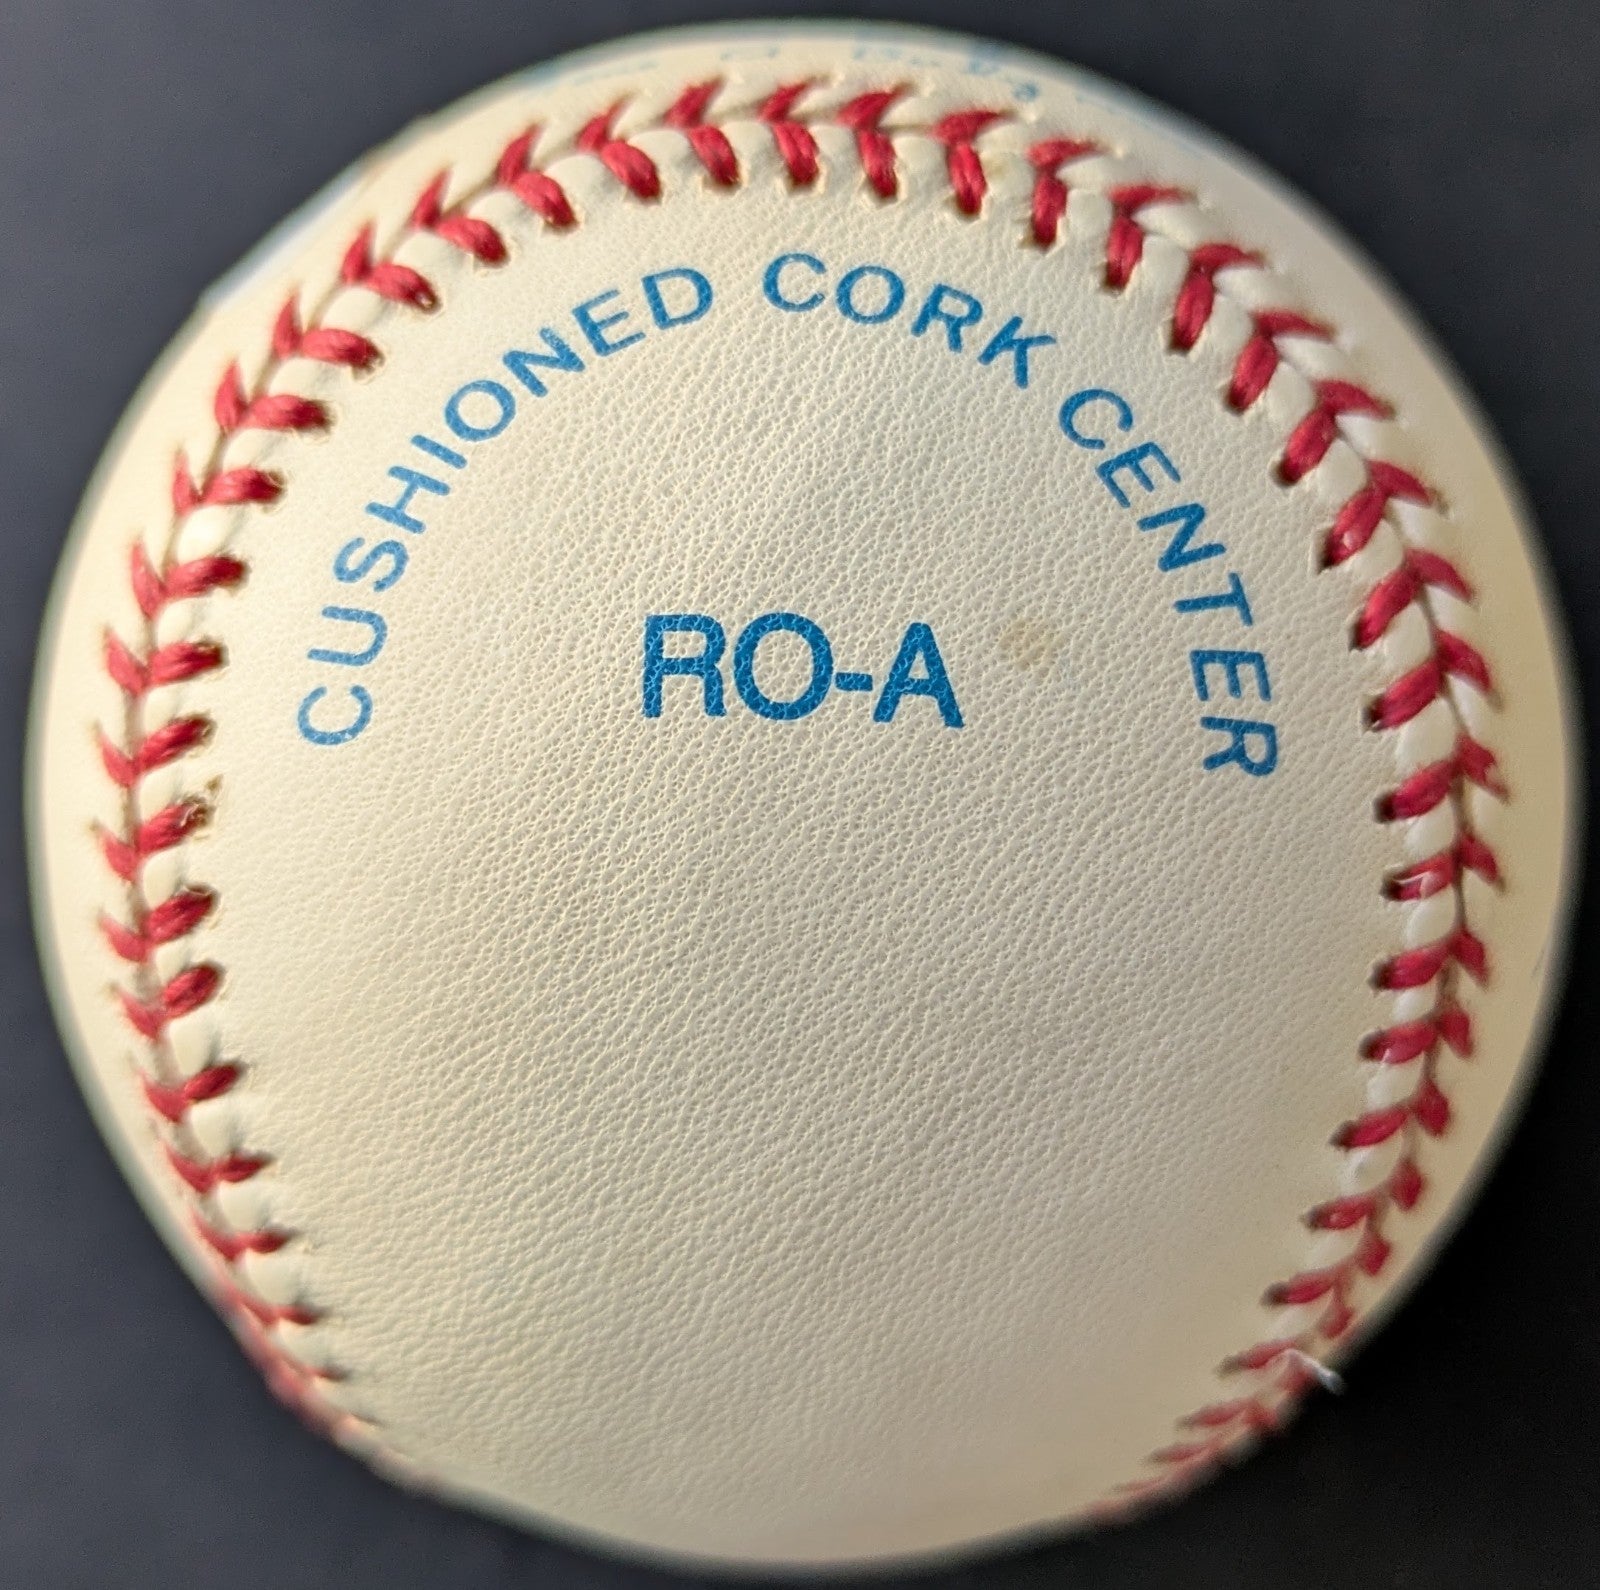 CUSHIONED CORK CENTER
RO-A